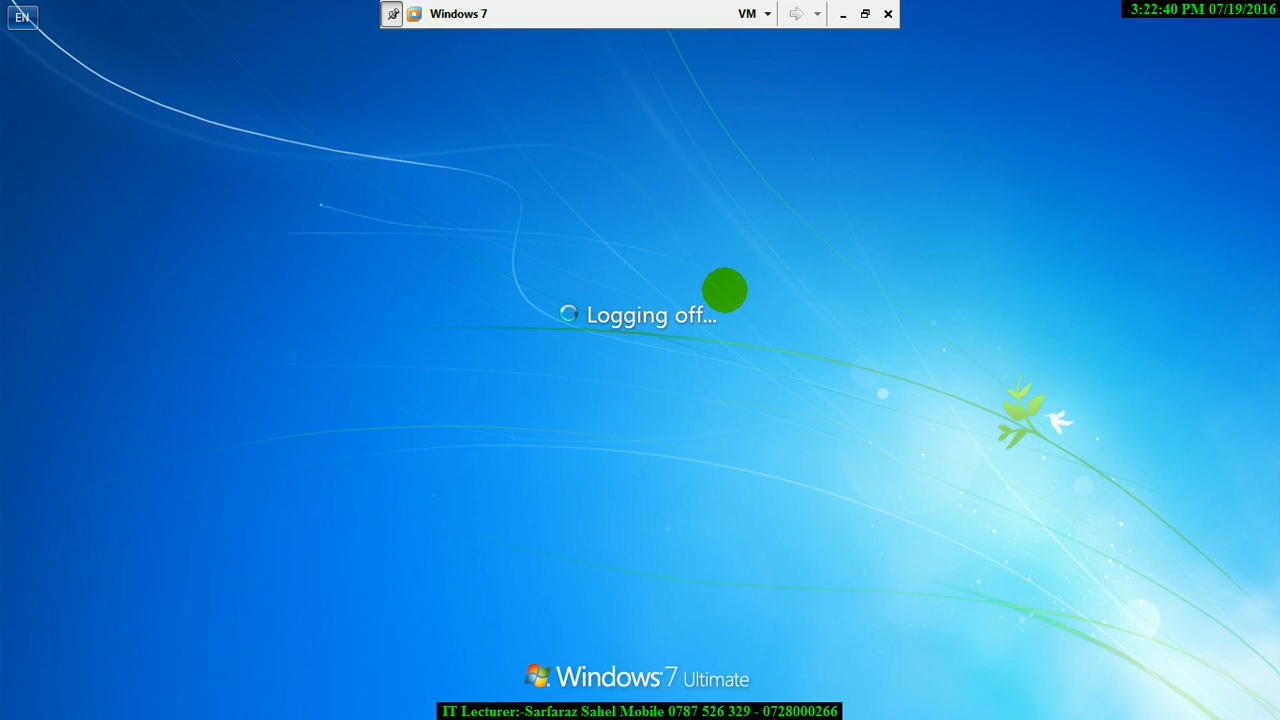 EN
Windows 7
VM
3:22:40 PM 07/19/2016
Logging off...
Windows 7 Ultimate
IT Lecturer:-Sarfaraz Sahel Mobile 0787 526 329 - 0728000266